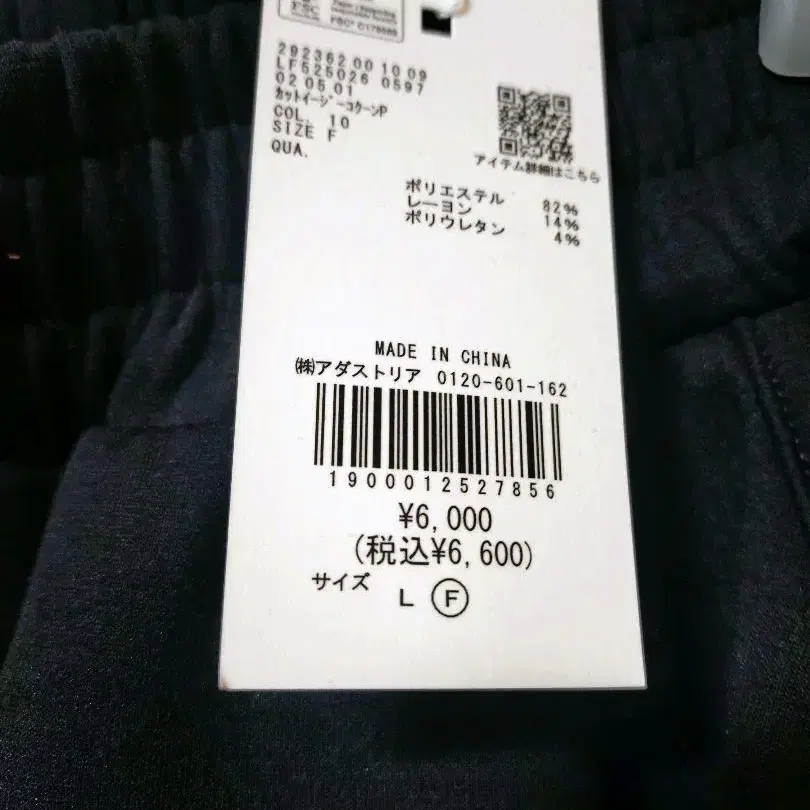 FSC® C178588
292362 00 10 09
LF525026 0597
02 05 01
カットイージーコクーンP
COL. 10
SIZE F
QUA.
アイテム詳細はこちら
ポリエステル 82%
レーヨン 14%
ポリウレタン 4%
MADE IN CHINA
㈱アダストリア 0120-601-162
1900012527856
¥6,000
(税込¥6,600)
サイズ L Ⓕ